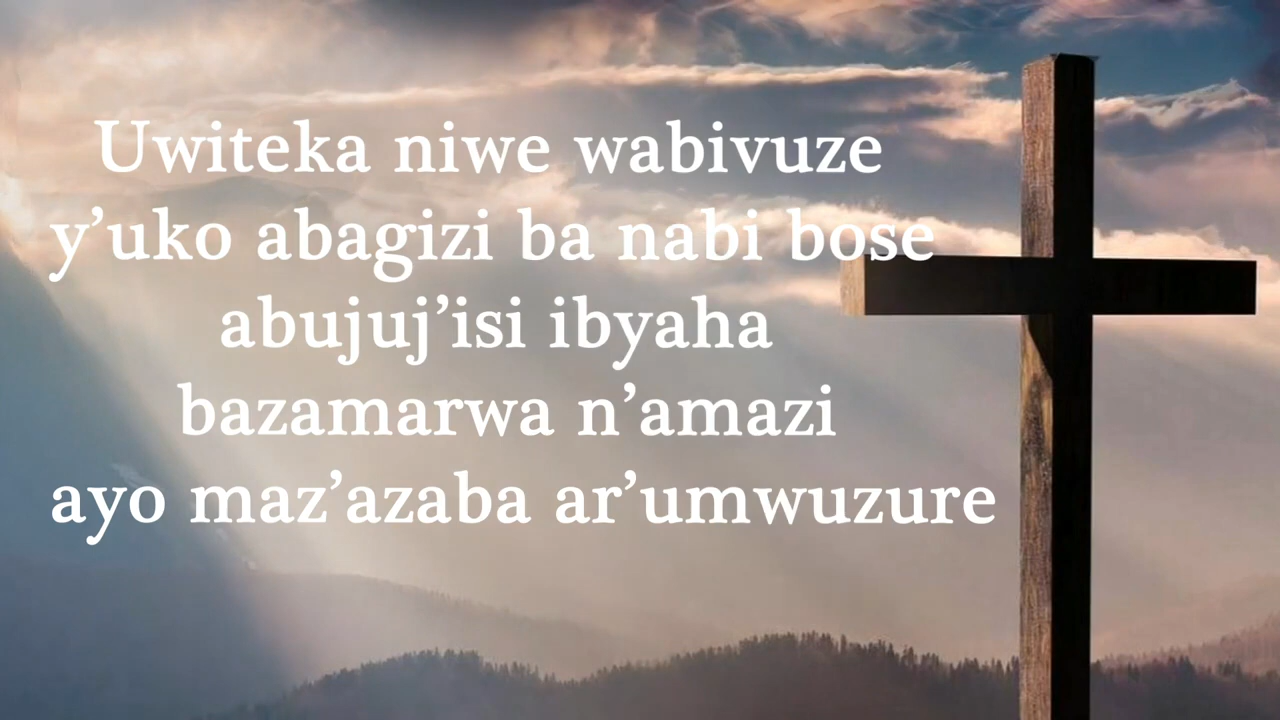 Uwiteka niwe wabivuze
y’uko abagizi ba nabi bose
abujuj’isi ibyaha
bazamarwa n’amazi
ayo maz’azaba ar’umwuzure